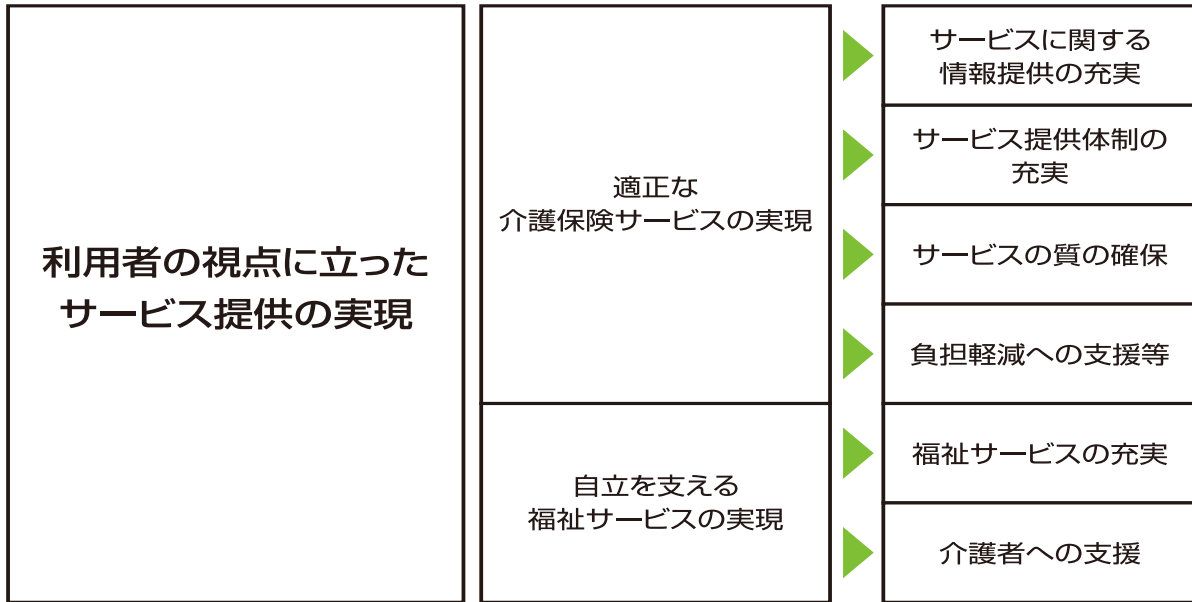 利用者の視点に立った
サービス提供の実現
適正な
介護保険サービスの実現
自立を支える
福祉サービスの実現
サービスに関する
情報提供の充実
サービス提供体制の
充実
サービスの質の確保
負担軽減への支援等
福祉サービスの充実
介護者への支援